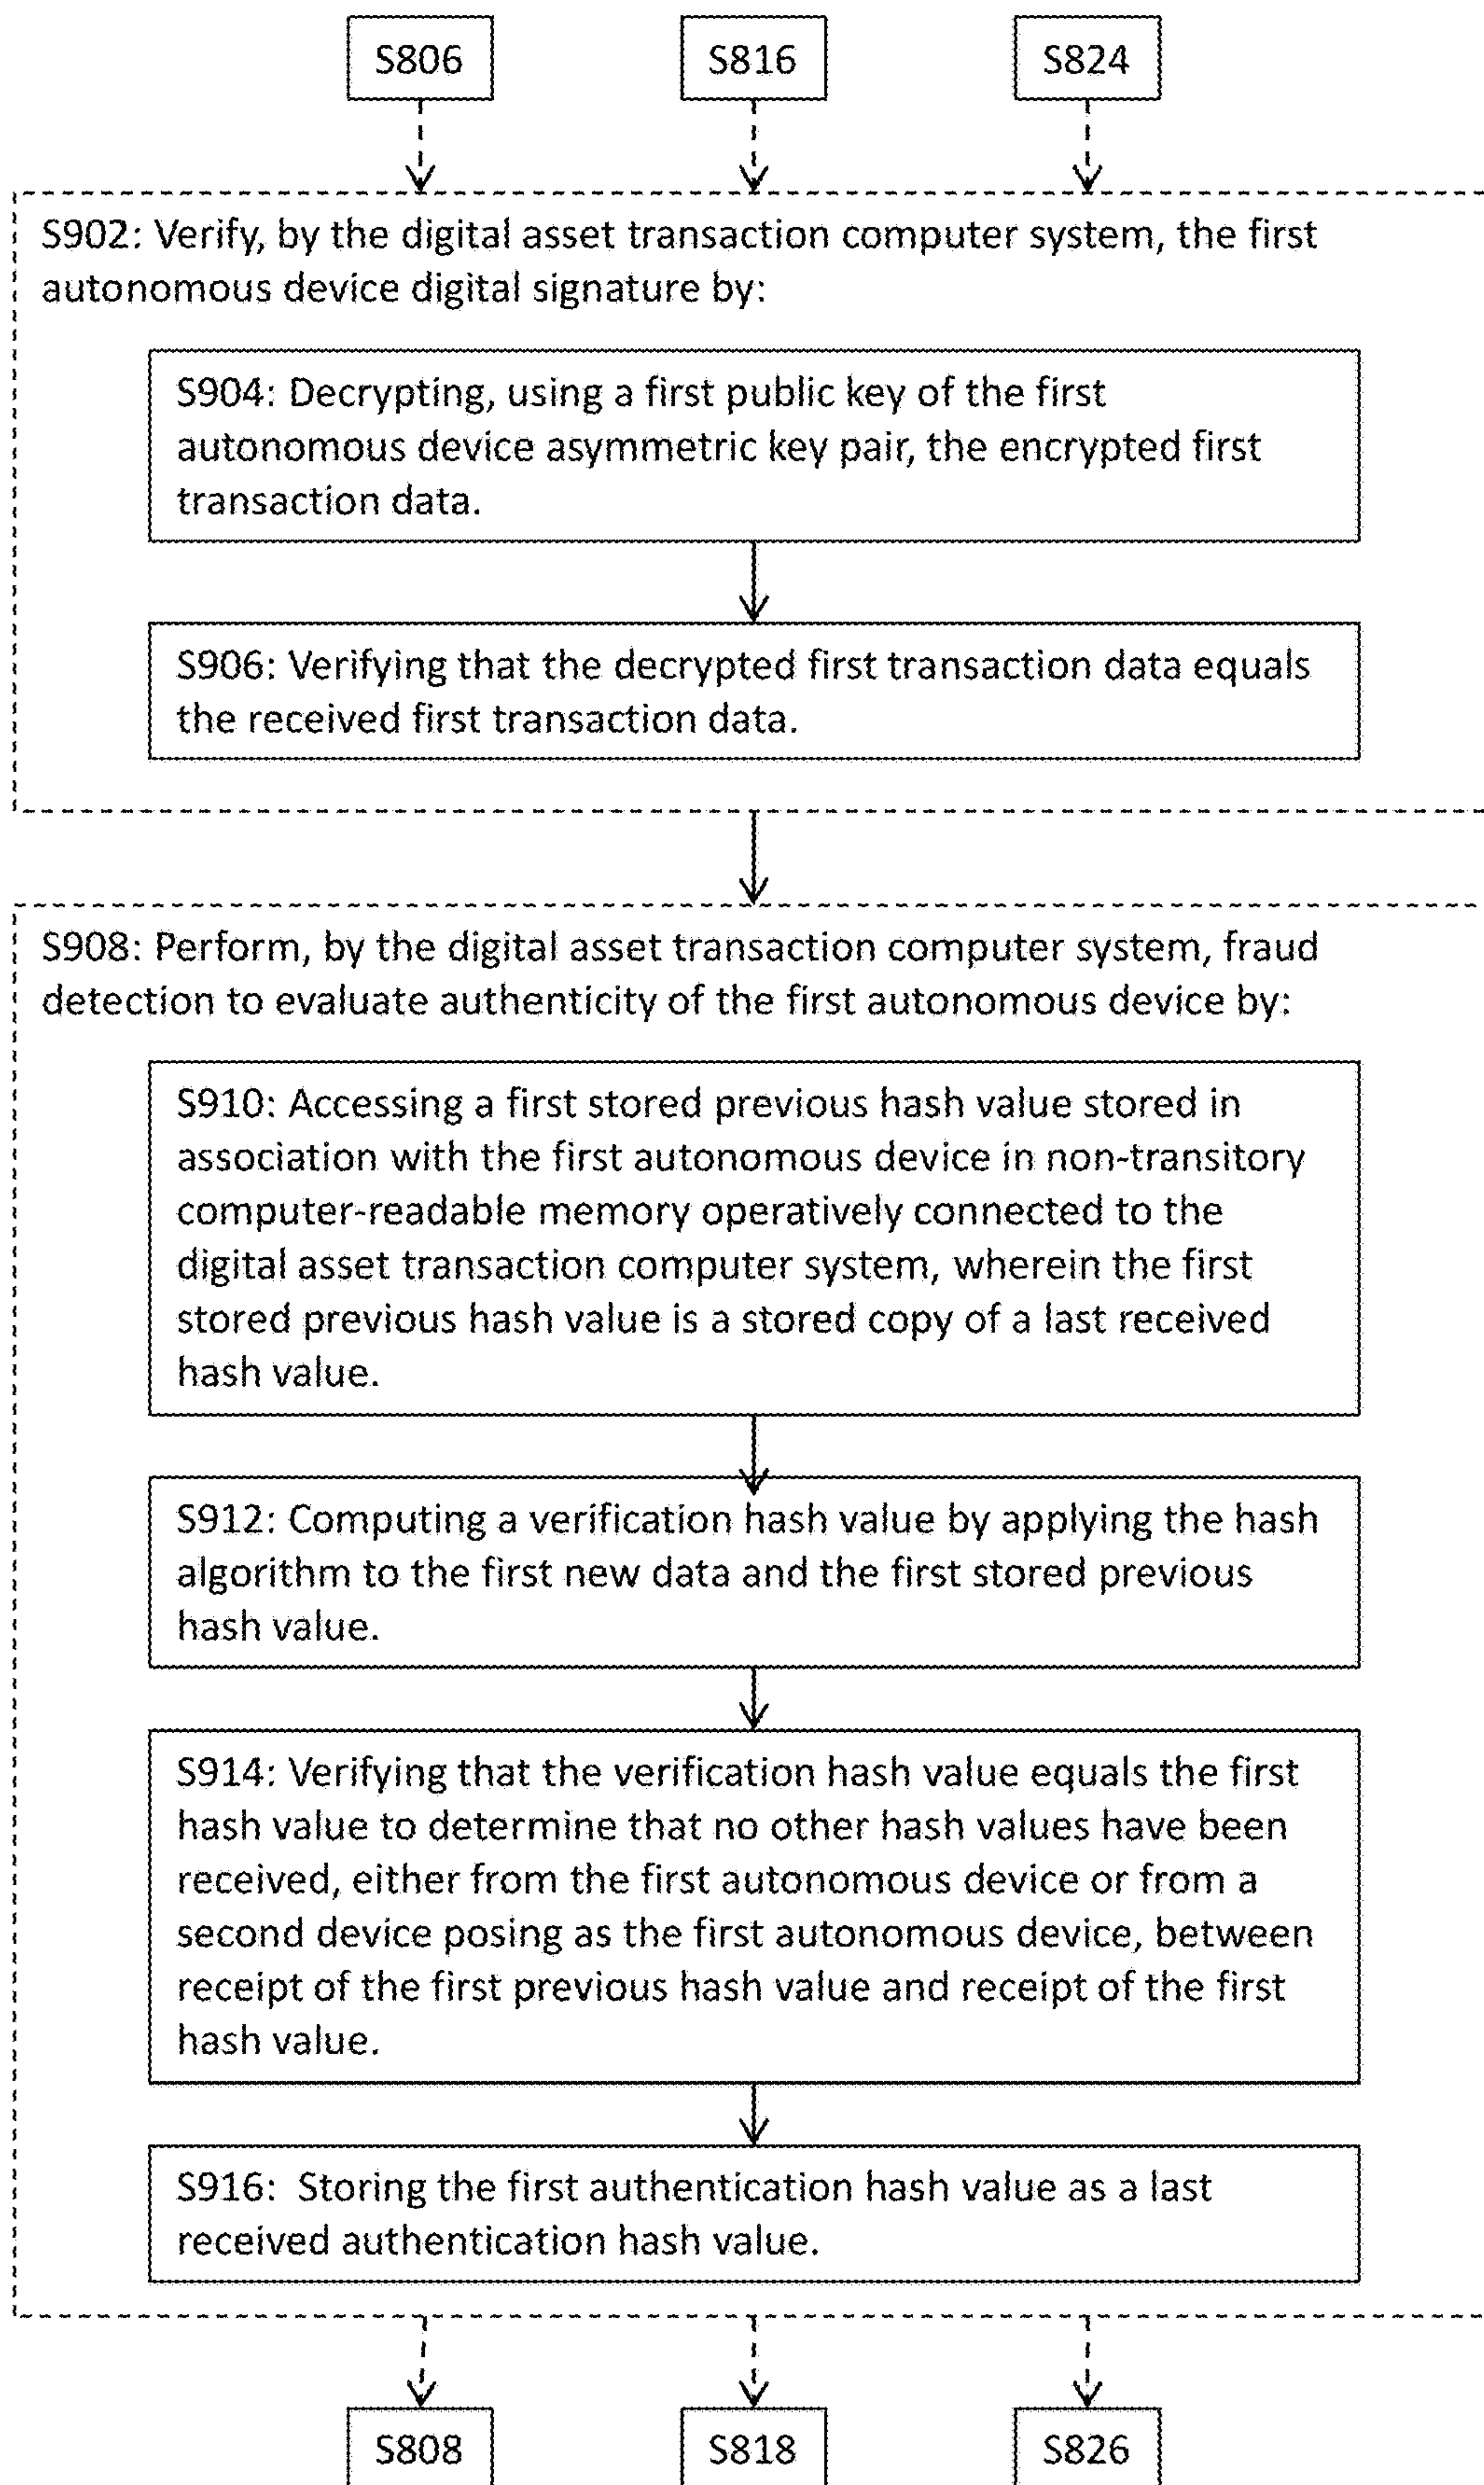 S806
S816
S824
S902: Verify, by the digital asset transaction computer system, the first
autonomous device digital signature by:
S904: Decrypting, using a first public key of the first
autonomous device asymmetric key pair, the encrypted first
transaction data.
S906: Verifying that the decrypted first transaction data equals
the received first transaction data.
S908: Perform, by the digital asset transaction computer system, fraud
detection to evaluate authenticity of the first autonomous device by:
S910: Accessing a first stored previous hash value stored in
association with the first autonomous device in non-transitory
computer-readable memory operatively connected to the
digital asset transaction computer system, wherein the first
stored previous hash value is a stored copy of a last received
hash value.
S912: Computing a verification hash value by applying the hash
algorithm to the first new data and the first stored previous
hash value.
S914: Verifying that the verification hash value equals the first
hash value to determine that no other hash values have been
received, either from the first autonomous device or from a
second device posing as the first autonomous device, between
receipt of the first previous hash value and receipt of the first
hash value.
S916: Storing the first authentication hash value as a last
received authentication hash value.
S808
S818
S826